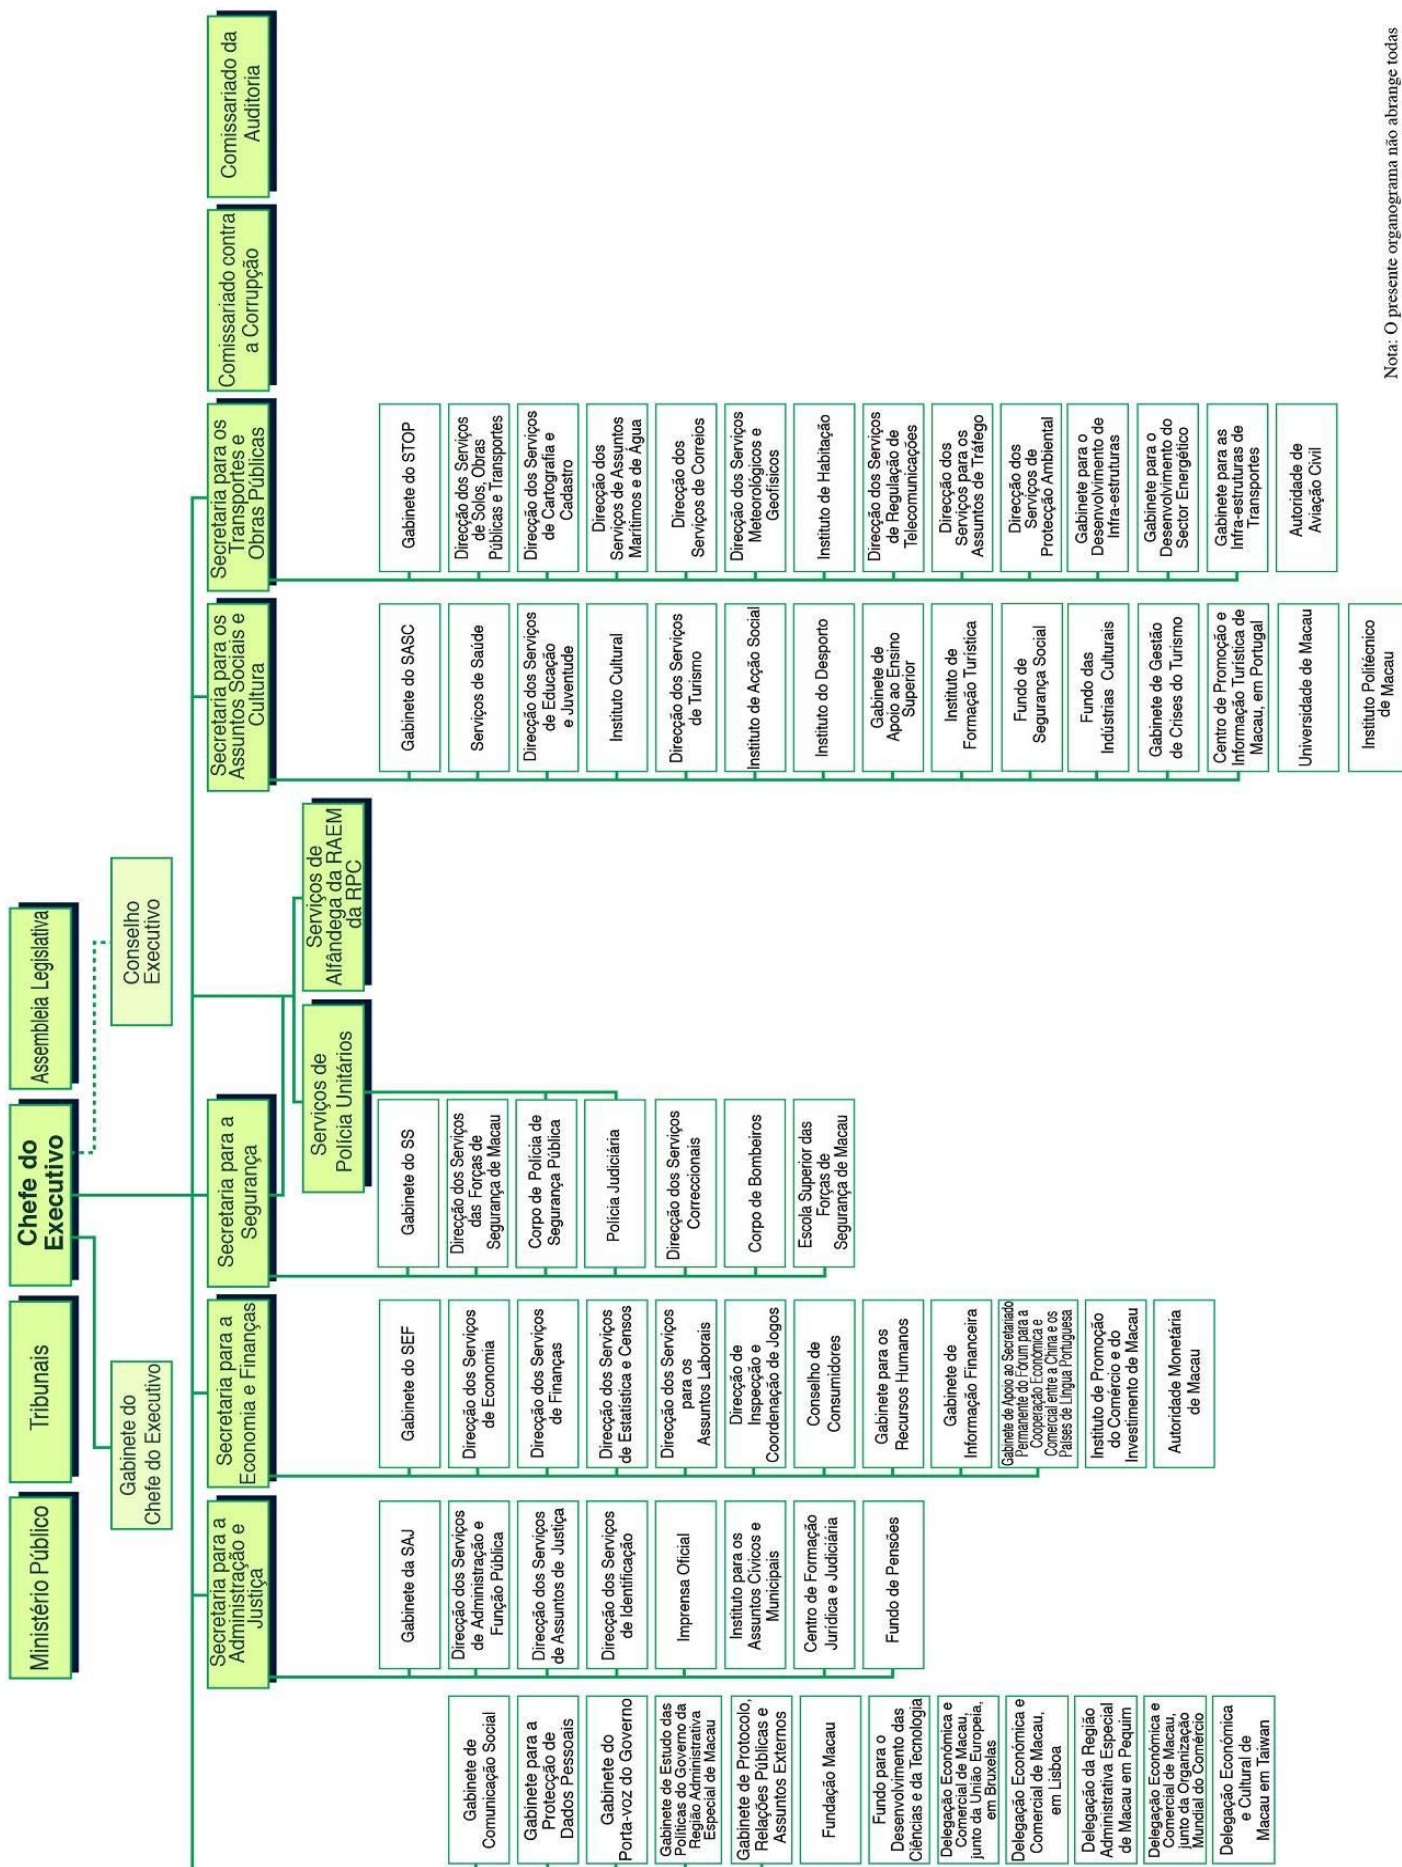 Ministério Público
Tribunais
Chefe do
Executivo
Assembleia Legislativa
Gabinete do
Chefe do Executivo
Conselho
Executivo
Secretaria para a
Administração e
Justiça
Secretaria para a
Economia e Finanças
Secretaria para a
Segurança
Secretaria para os
Assuntos Sociais e
Cultura
Secretaria para os
Transportes e
Obras Públicas
Comissariado contra
a Corrupção
Comissariado da
Auditoria
Serviços de
Polícia Unitários
Serviços de
Alfândega da RAEM
da RPC
Gabinete de
Comunicação Social
Gabinete para a
Protecção de
Dados Pessoais
Gabinete do
Porta-voz do Governo
Gabinete de Estudo das
Políticas do Governo da
Região Administrativa
Especial de Macau
Gabinete de Protocolo,
Relações Públicas e
Assuntos Externos
Fundação Macau
Fundo para o
Desenvolvimento das
Ciências e da Tecnologia
Delegação Económica e
Comercial de Macau,
junto da União Europeia,
em Bruxelas
Delegação Económica e
Comercial de Macau,
em Lisboa
Delegação da Região
Administrativa Especial
de Macau em Pequim
Delegação Económica e
Comercial de Macau,
junto da Organização
Mundial do Comércio
Delegação Económica
e Cultural de
Macau em Taiwan
Gabinete da SAJ
Direcção dos Serviços
de Administração e
Função Pública
Direcção dos Serviços
de Assuntos de Justiça
Direcção dos Serviços
de Identificação
Imprensa Oficial
Instituto para os
Assuntos Cívicos e
Municipais
Centro de Formação
Jurídica e Judiciária
Fundo de Pensões
Gabinete do SEF
Direcção dos Serviços
de Economia
Direcção dos Serviços
de Finanças
Direcção dos Serviços
de Estatística e Censos
Direcção dos Serviços
para os
Assuntos Laborais
Direcção de
Inspecção e
Coordenação de Jogos
Conselho de
Consumidores
Gabinete para os
Recursos Humanos
Gabinete de
Informação Financeira
Gabinete de Apoio ao Secretariado
Permanente do Fórum para a
Cooperação Económica e
Comercial entre a China e os
Países de Língua Portuguesa
Instituto de Promoção
do Comércio e do
Investimento de Macau
Autoridade Monetária
de Macau
Gabinete do SS
Direcção dos Serviços
das Forças de
Segurança de Macau
Corpo de Polícia de
Segurança Pública
Polícia Judiciária
Direcção dos Serviços
Correccionais
Corpo de Bombeiros
Escola Superior das
Forças de
Segurança de Macau
Gabinete do SASC
Serviços de Saúde
Direcção dos Serviços
de Educação
e Juventude
Instituto Cultural
Direcção dos Serviços
de Turismo
Instituto de Acção Social
Instituto do Desporto
Gabinete de
Apoio ao Ensino
Superior
Instituto de
Formação Turística
Fundo de
Segurança Social
Fundo das
Indústrias Culturais
Gabinete de Gestão
de Crises do Turismo
Centro de Promoção e
Informação Turística de
Macau, em Portugal
Universidade de Macau
Instituto Politécnico
de Macau
Gabinete do STOP
Direcção dos Serviços
de Solos, Obras
Públicas e Transportes
Direcção dos Serviços
de Cartografia e
Cadastro
Direcção dos
Serviços de Assuntos
Marítimos e de Água
Direcção dos
Serviços de Correios
Direcção dos Serviços
Meteorológicos e
Geofísicos
Instituto de Habitação
Direcção dos Serviços
de Regulação de
Telecomunicações
Direcção dos
Serviços para os
Assuntos de Tráfego
Direcção dos
Serviços de
Protecção Ambiental
Gabinete para o
Desenvolvimento de
Infra-estruturas
Gabinete para o
Desenvolvimento do
Sector Energético
Gabinete para as
Infra-estruturas de
Transportes
Autoridade de
Aviação Civil
Nota: O presente organograma não abrange todas